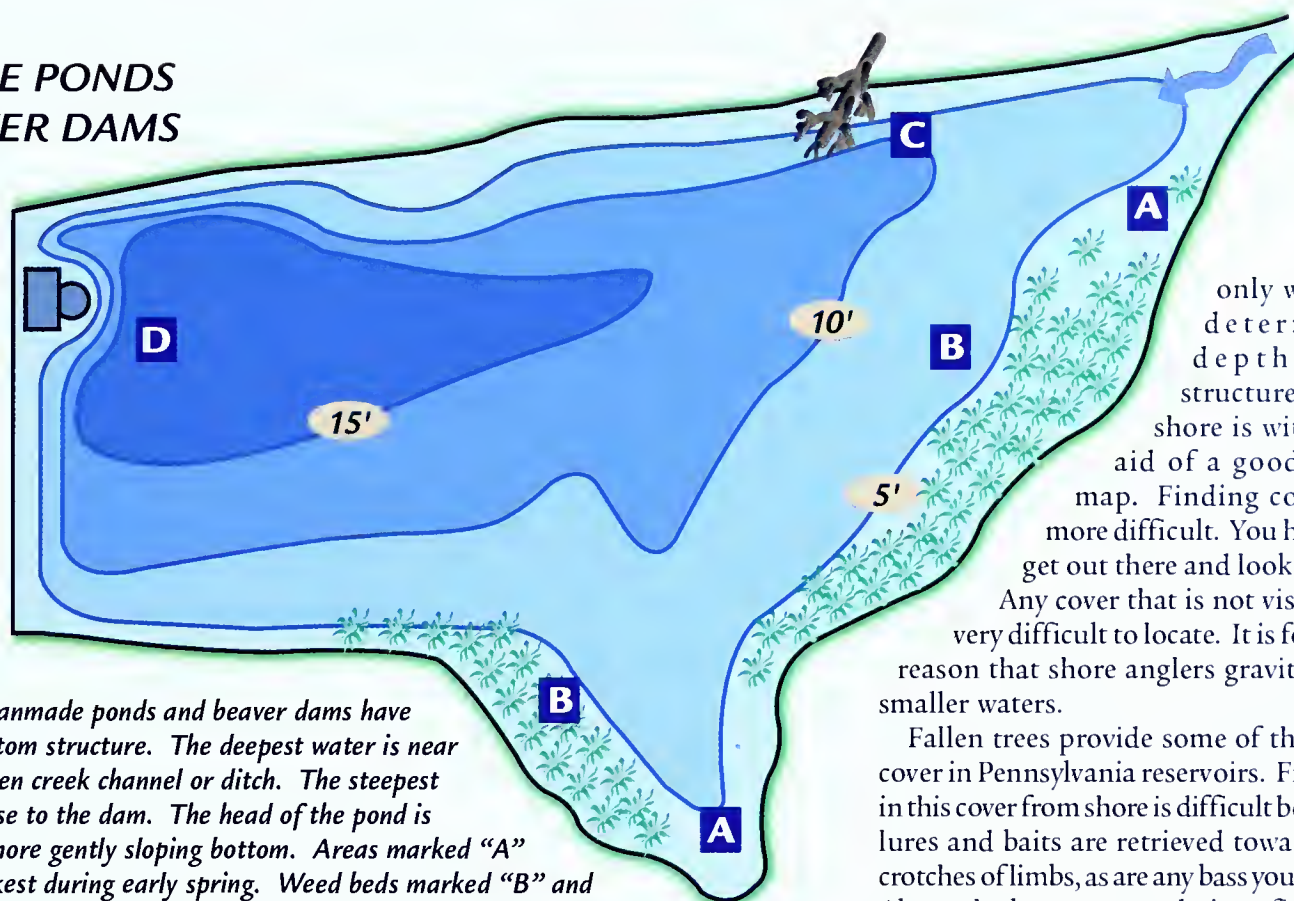 E PONDS
ER DAMS
C
A
D
10'
B
15'
5'
B
A
anmade ponds and beaver dams have
tom structure. The deepest water is near
en creek channel or ditch. The steepest
se to the dam. The head of the pond is
nore gently sloping bottom. Areas marked "A"
kest during early spring. Weed beds marked "B" and
only w
deter
depth
structure
shore is wi
aid of a good
map. Finding co
more difficult. You h
get out there and look
Any cover that is not vis
very difficult to locate. It is fo
reason that shore anglers gravit
smaller waters.
Fallen trees provide some of th
cover in Pennsylvania reservoirs. F
in this cover from shore is difficult be
lures and baits are retrieved towa
crotches of limbs, as are any bass you